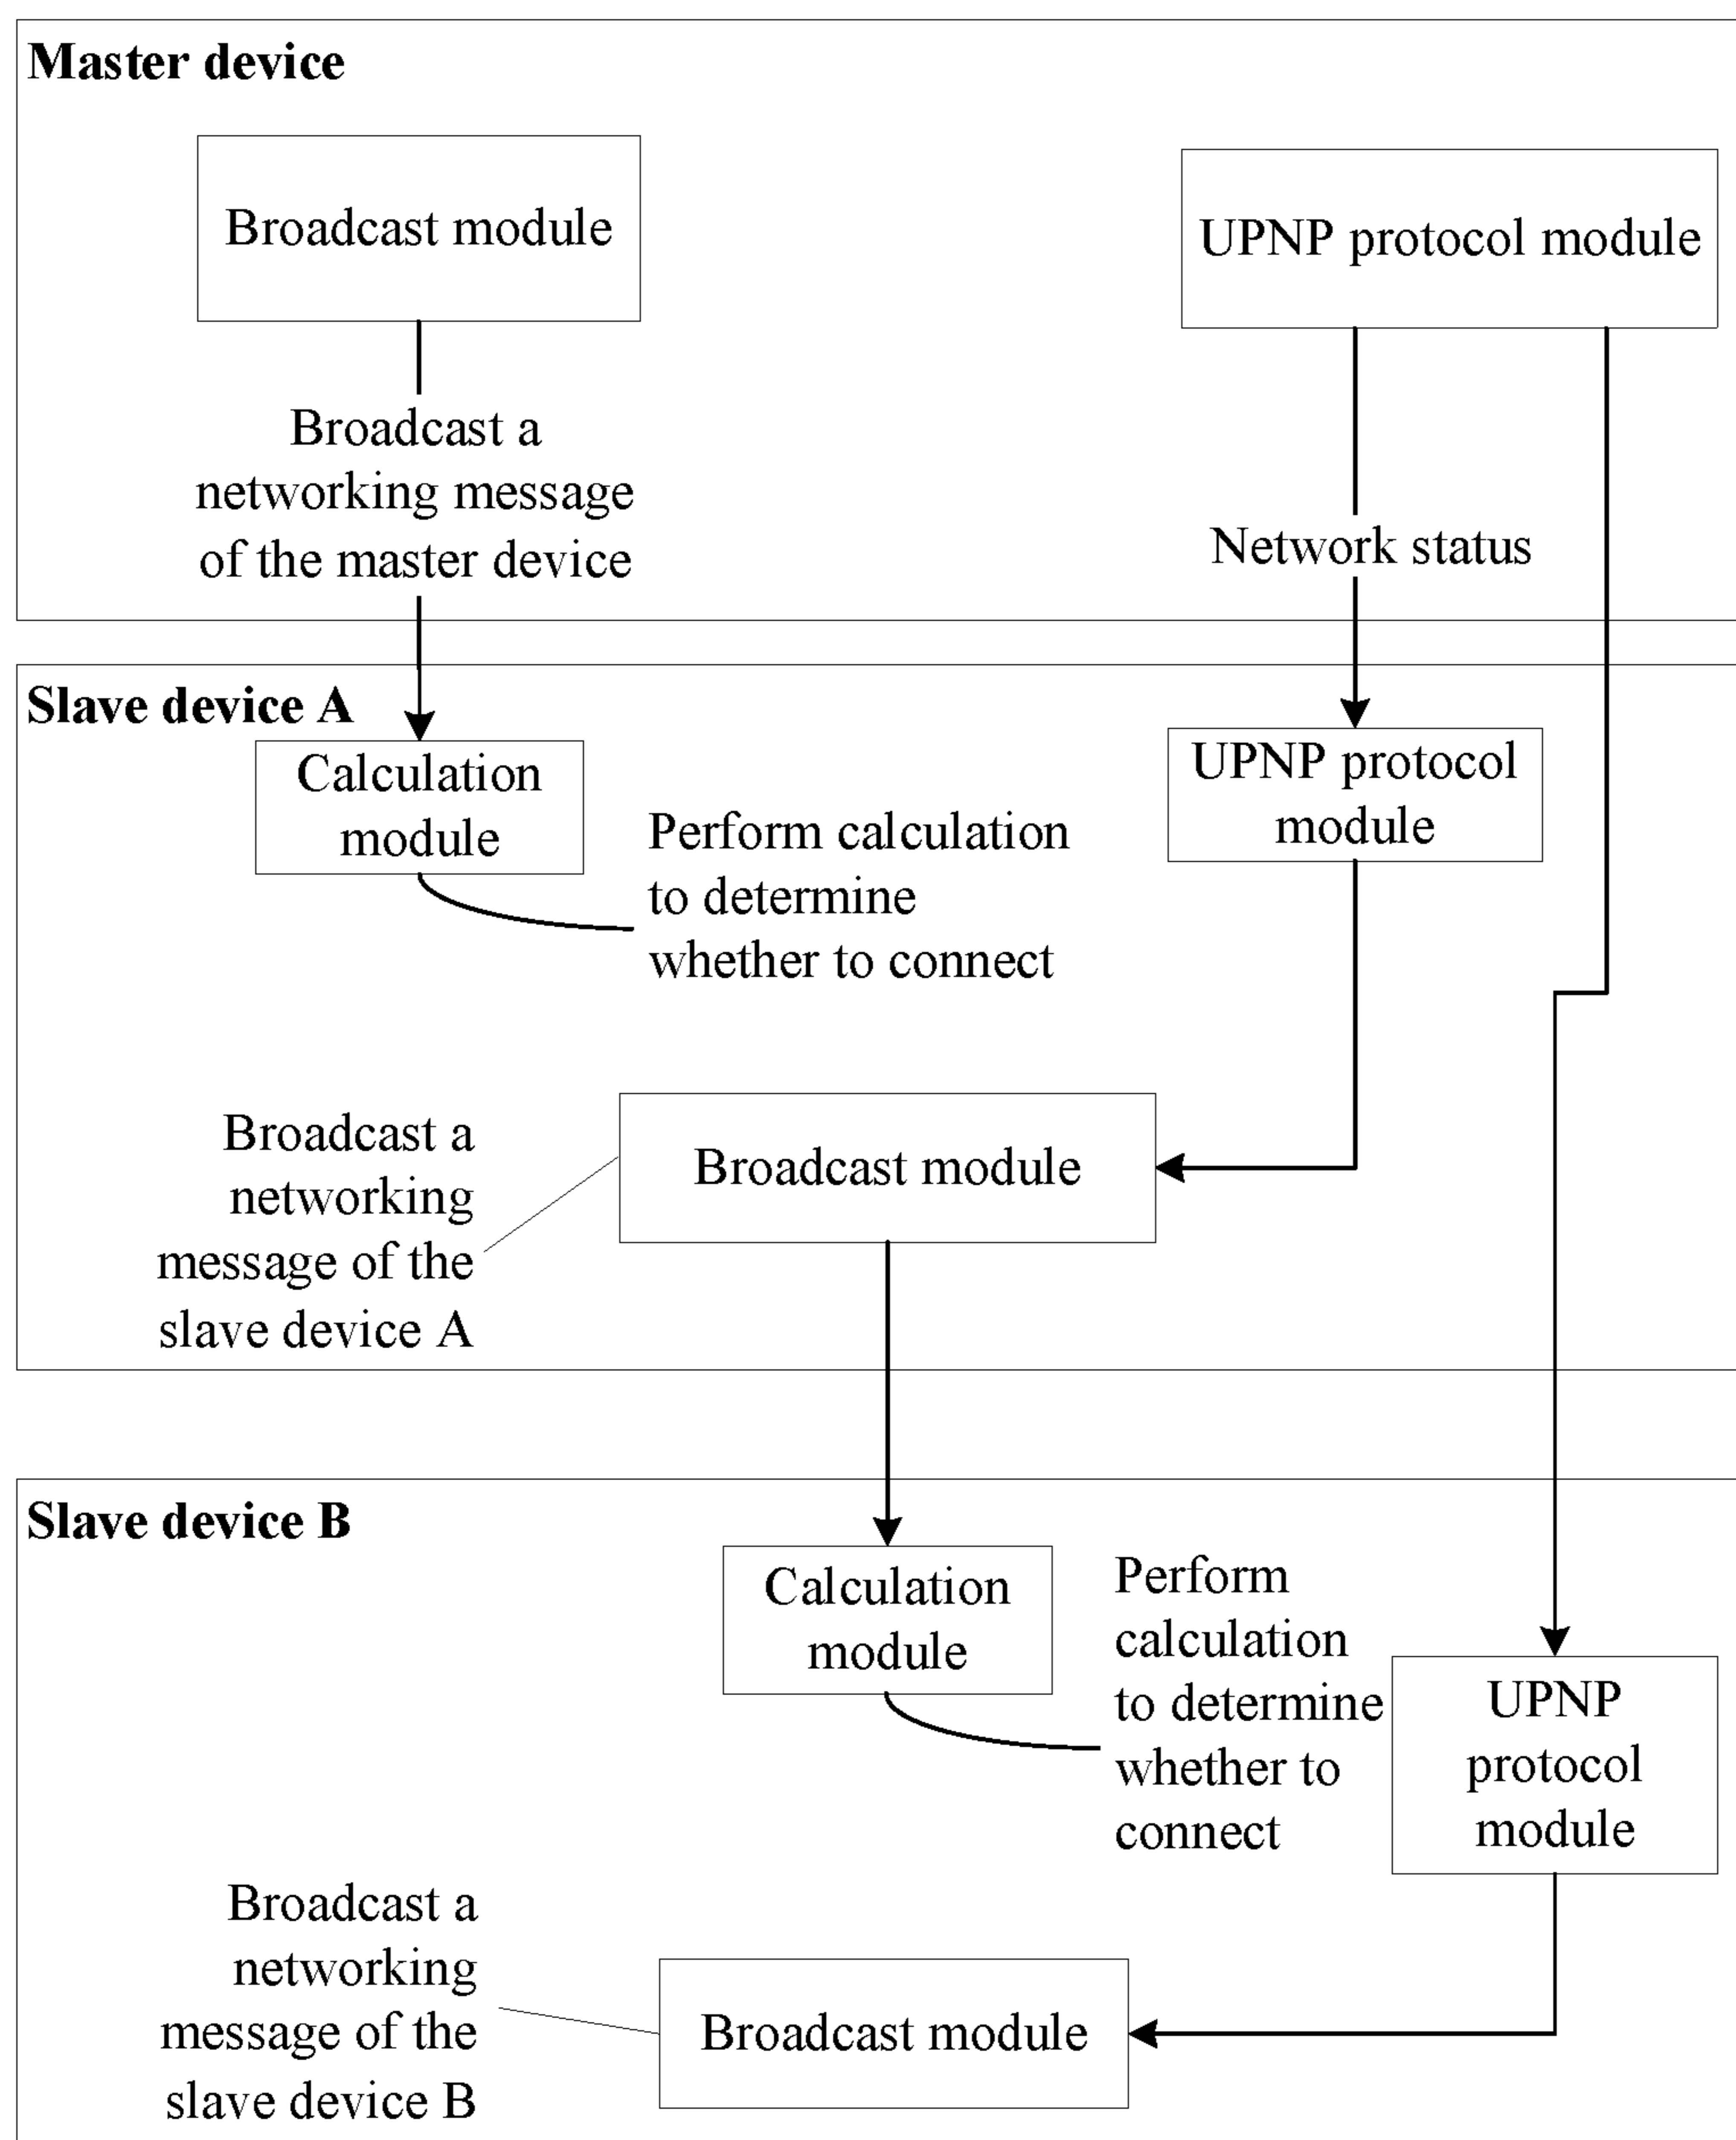 Master device
Broadcast module
UPNP protocol module
Broadcast a
networking message
of the master device
Network status
Slave device A
Calculation
module
UPNP protocol
module
Perform calculation
to determine
whether to connect
Broadcast module
Broadcast a
networking
message of the
slave device A
Slave device B
Calculation
module
Perform
calculation
to determine
whether to
connect
UPNP
protocol
module
Broadcast a
networking
message of the
slave device B
Broadcast module